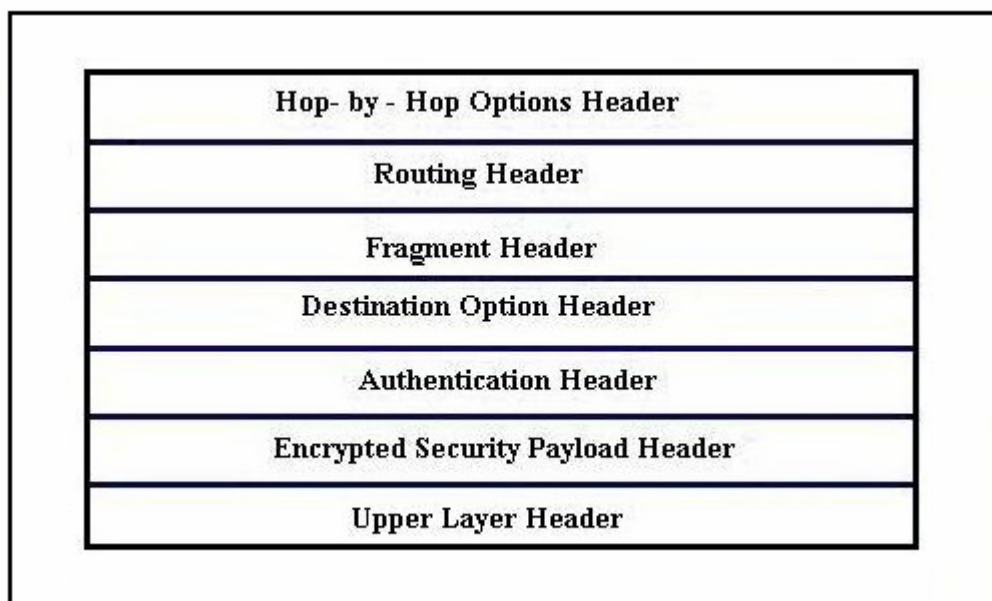 Hop- by - Hop Options Header
Routing Header
Fragment Header
Destination Option Header
Authentication Header
Encrypted Security Payload Header
Upper Layer Header